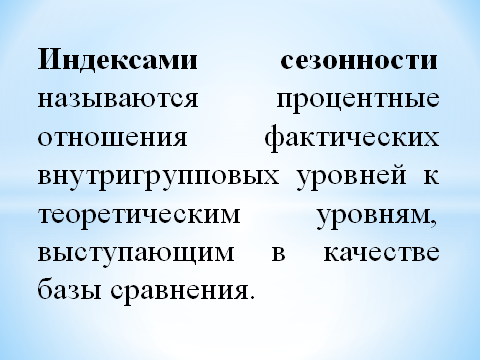 Индексами сезонности
называются процентные
отношения фактических
внутригрупповых уровней к
теоретическим уровням,
выступающим в качестве
базы сравнения.